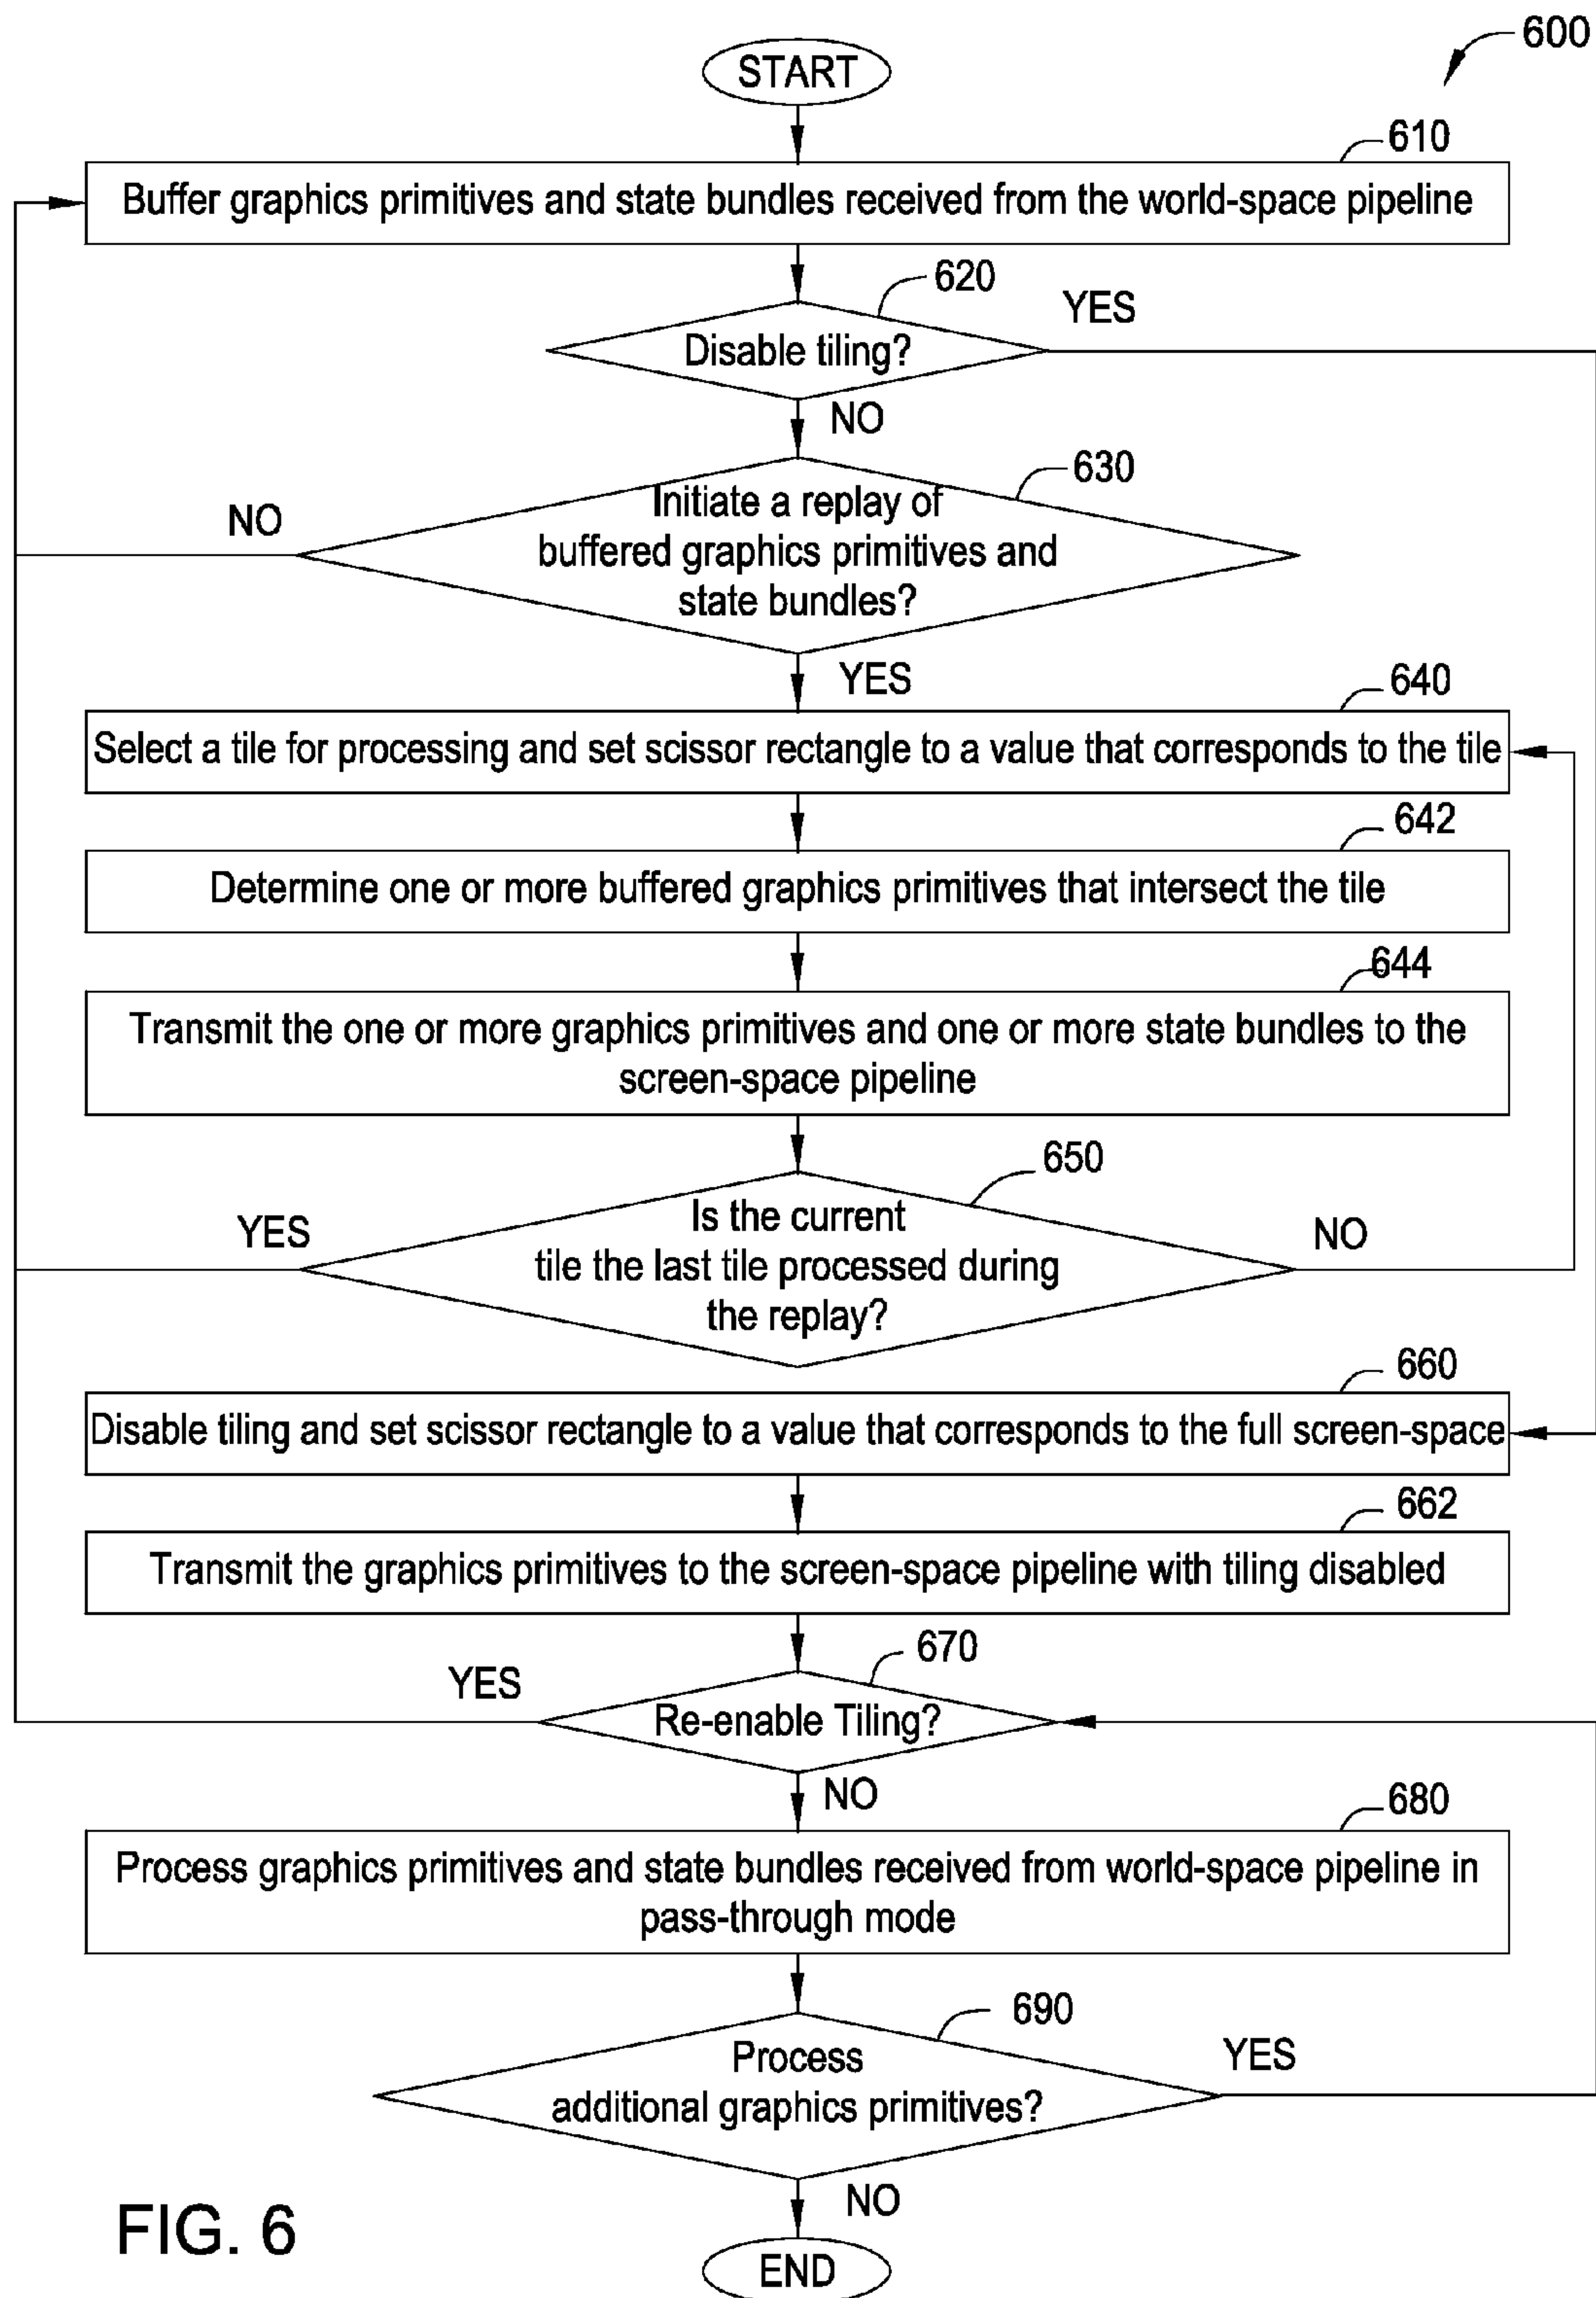 600
START
610
Buffer graphics primitives and state bundles received from the world-space pipeline
620
YES
Disable tiling?
NO
630
NO
Initiate a replay of
buffered graphics primitives and
state bundles?
YES
640
Select a tile for processing and set scissor rectangle to a value that corresponds to the tile
642
Determine one or more buffered graphics primitives that intersect the tile
644
Transmit the one or more graphics primitives and one or more state bundles to the
screen-space pipeline
650
YES
Is the current
tile the last tile processed during
the replay?
NO
660
Disable tiling and set scissor rectangle to a value that corresponds to the full screen-space
662
Transmit the graphics primitives to the screen-space pipeline with tiling disabled
670
YES
Re-enable Tiling?
NO
680
Process graphics primitives and state bundles received from world-space pipeline in
pass-through mode
690
Process
additional graphics primitives?
YES
NO
FIG. 6
END